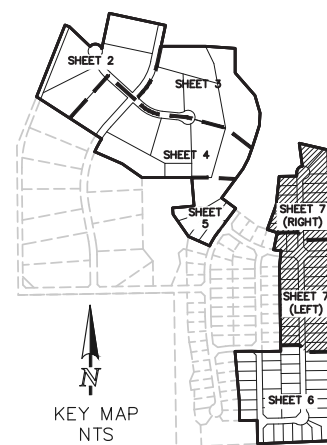 SHEET 2
SHEET 3
SHEET 4
SHEET
5
SHEET 7
(RIGHT)
SHEET 7
(LEFT)
SHEET 6
N
KEY MAP
NTS